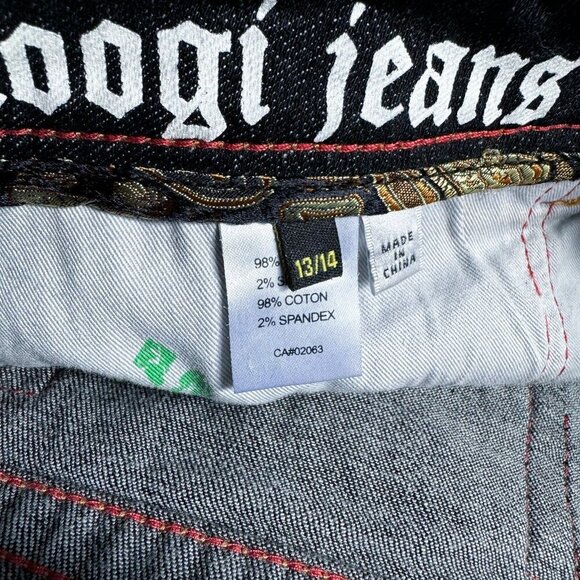 oogi jeans
13/14
98%
2% S
98% COTON
2% SPANDEX
CA#02063
MADE IN
CHINA